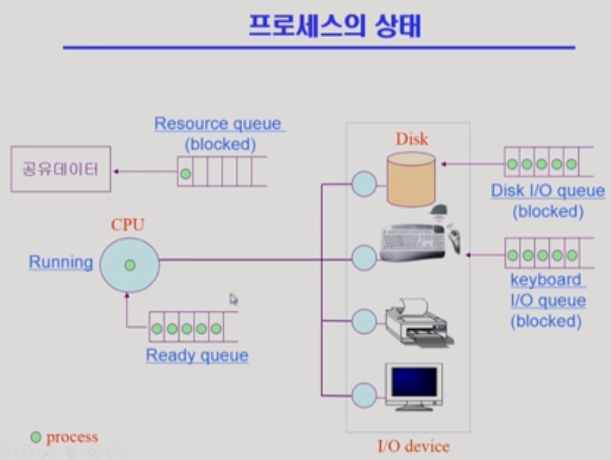 프로세스의 상태
Resource queue
(blocked)
공유데이터
CPU
Running
Ready queue
Disk
Disk I/O queue
(blocked)
keyboard
I/O queue
(blocked)
I/O device
process